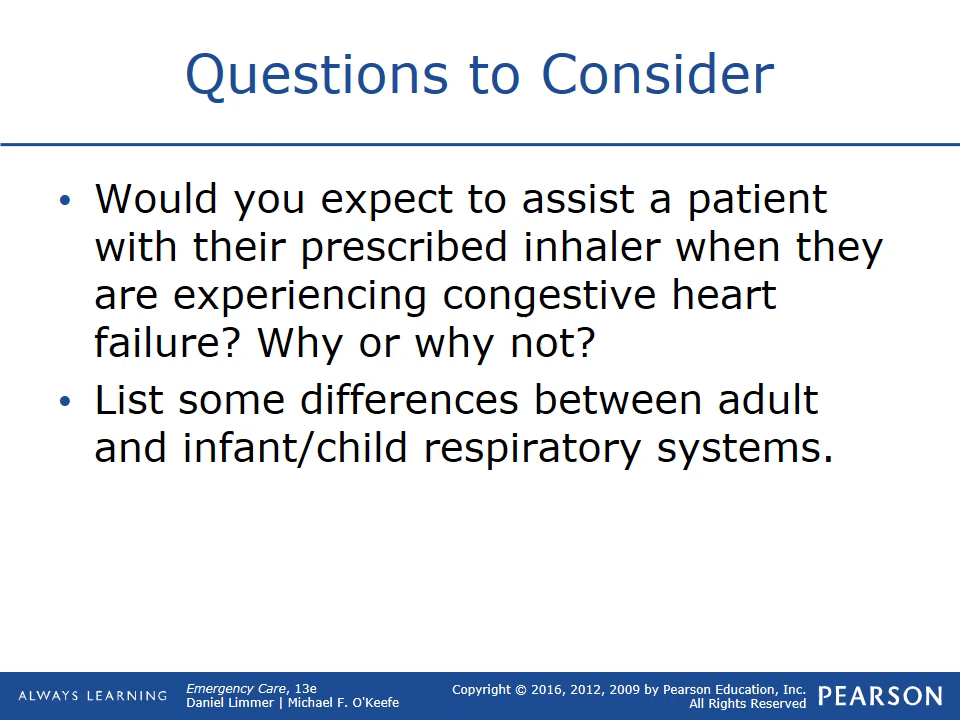 Questions to Consider
• Would you expect to assist a patient
with their prescribed inhaler when they
are experiencing congestive heart
failure? Why or why not?
• List some differences between adult
and infant/child respiratory systems.
ALWAYS LEARNING
Emergency Care, 13e
Daniel Limmer | Michael F. O'Keefe
Copyright © 2016, 2012, 2009 by Pearson Education, Inc.
All Rights Reserved
PEARSON